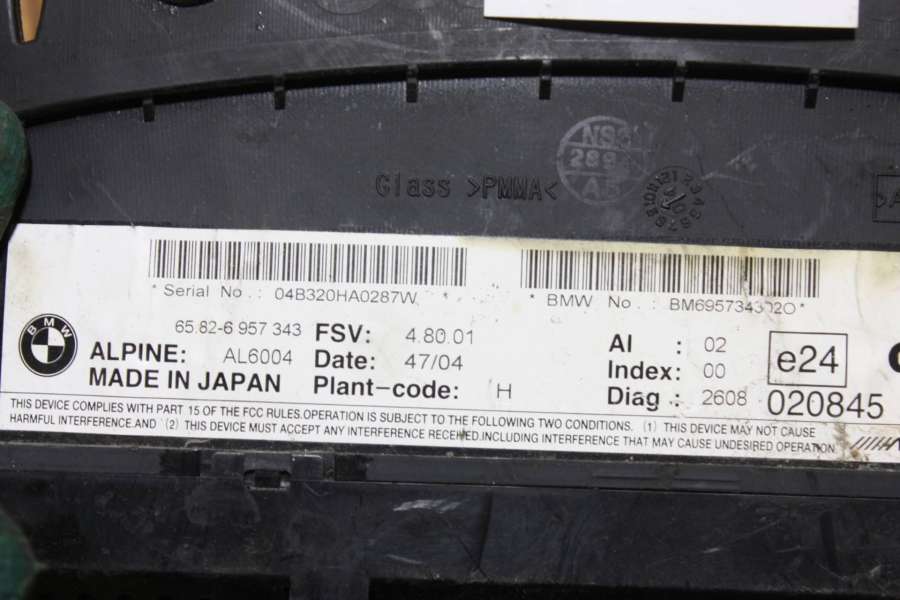 Glass >PMMA<
* Serial No.: 04B320HA0287W *
* BMW No.: *
BMW
65.82-6 957 343
ALPINE: AL6004
MADE IN JAPAN
FSV: 4.80.01
Date: 47/04
Plant-code: H
AI : 02
Index: 00
Diag.: 2608
e24
020845
THIS DEVICE COMPLIES WITH PART 15 OF THE FCC RULES.OPERATION IS SUBJECT TO THE FOLLOWING TWO CONDITIONS. (1) THIS DEVICE MAY NOT CAUSE
HARMFUL INTERFERENCE.AND (2) THIS DEVICE MUST ACCEPT ANY INTERFERENCE RECEIVED.INCLUDING INTERFERENCE THAT MAY CAUSE UNDESIRED OPERATION.